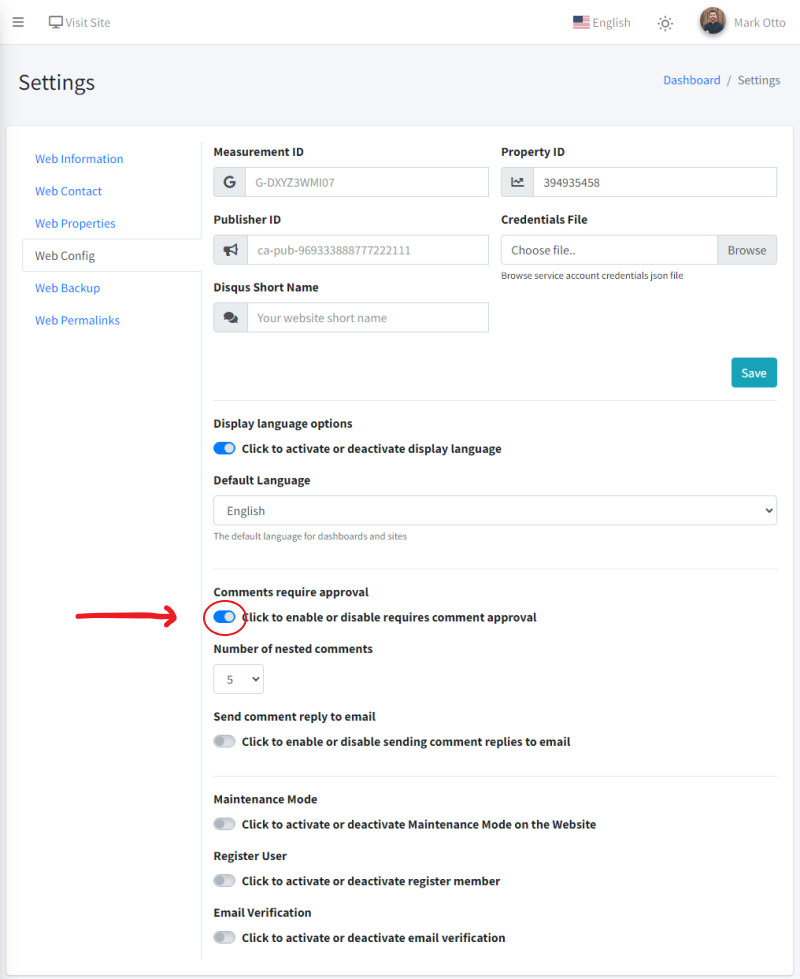 Visit Site
English
Mark Otto
Settings
Dashboard / Settings
Web Information
Web Contact
Web Properties
Web Config
Web Backup
Web Permalinks
Measurement ID
G-DXYZ3WMI07
Property ID
394935458
Publisher ID
ca-pub-969333888777222111
Credentials File
Choose file..
Browse
Browse service account credentials json file
Disqus Short Name
Your website short name
Save
Display language options
Click to activate or deactivate display language
Default Language
English
The default language for dashboards and sites
Comments require approval
Click to enable or disable requires comment approval
Number of nested comments
5
Send comment reply to email
Click to enable or disable sending comment replies to email
Maintenance Mode
Click to activate or deactivate Maintenance Mode on the Website
Register User
Click to activate or deactivate register member
Email Verification
Click to activate or deactivate email verification